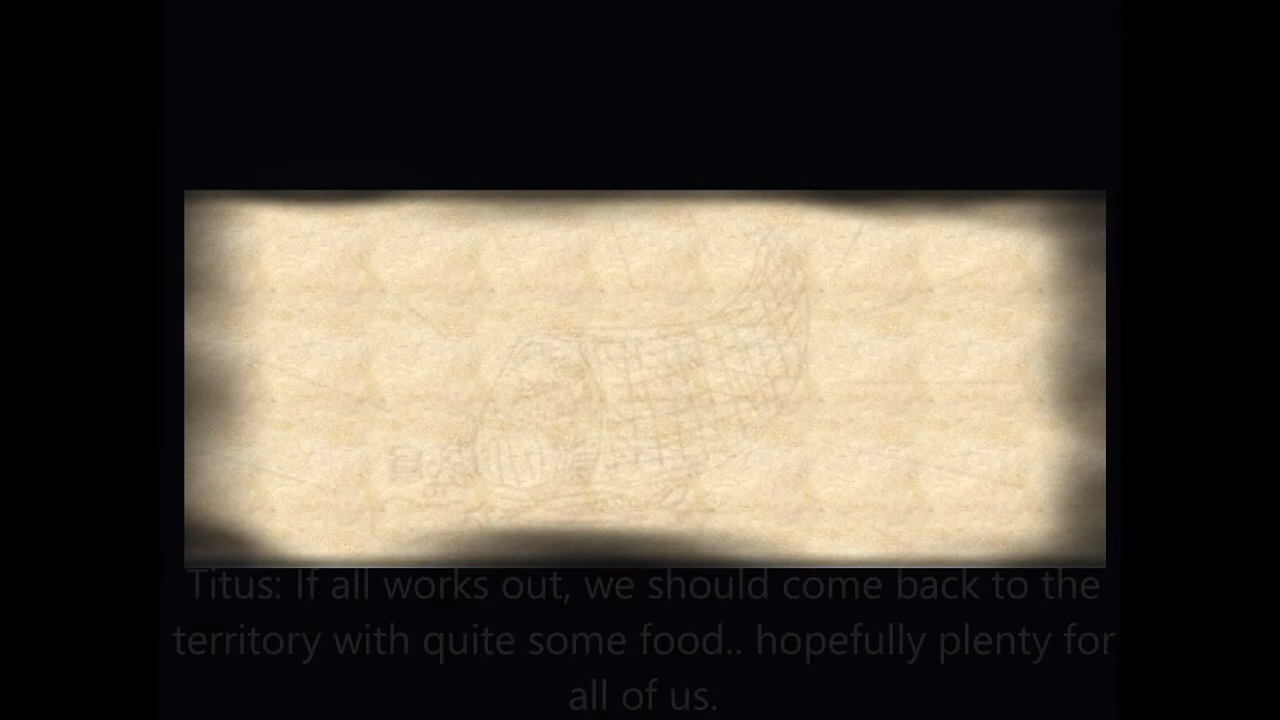 Titus: If all works out, we should come back to the
territory with quite some food.. hopefully plenty for
all of us.